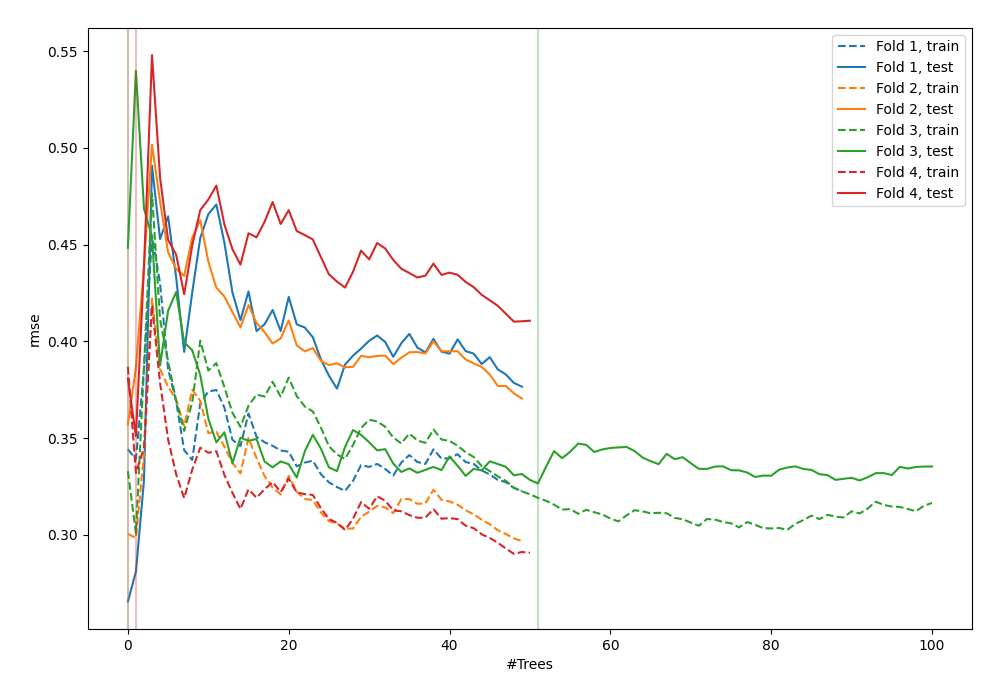 0.55
0.50
0.45
0.40
0.35
0.30
rmse
0
20
40
60
80
100
#Trees
Fold 1, train
Fold 1, test
Fold 2, train
Fold 2, test
Fold 3, train
Fold 3, test
Fold 4, train
Fold 4, test